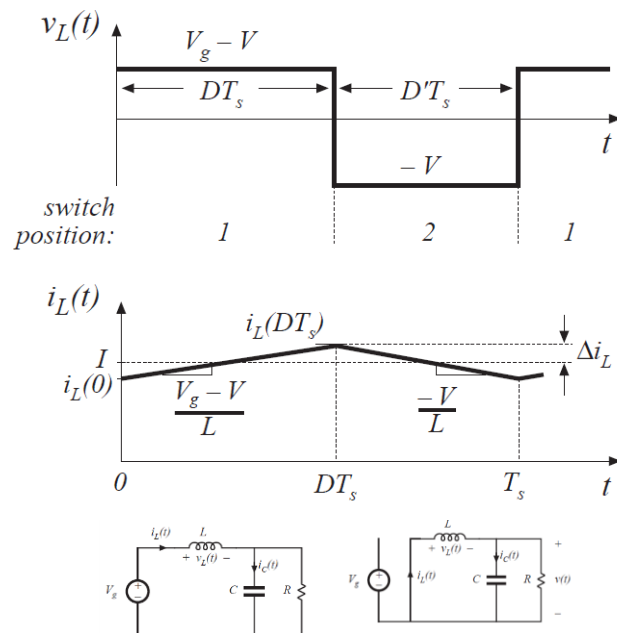 v_L(t)
V_g – V
DT_s
D'T_s
t
– V
switch
position:
1
2
1
i_L(t)
i_L(DT_s)
I
Δi_L
i_L(0)
V_g – V
L
–V
L
0
DT_s
T_s
t
i_L(t)
L
+ v_L(t) –
i_C(t)
V_g
+
–
C
R
L
+ v_L(t) –
+
i_C(t)
V_g
+
–
i_L(t)
C
R
v(t)
–